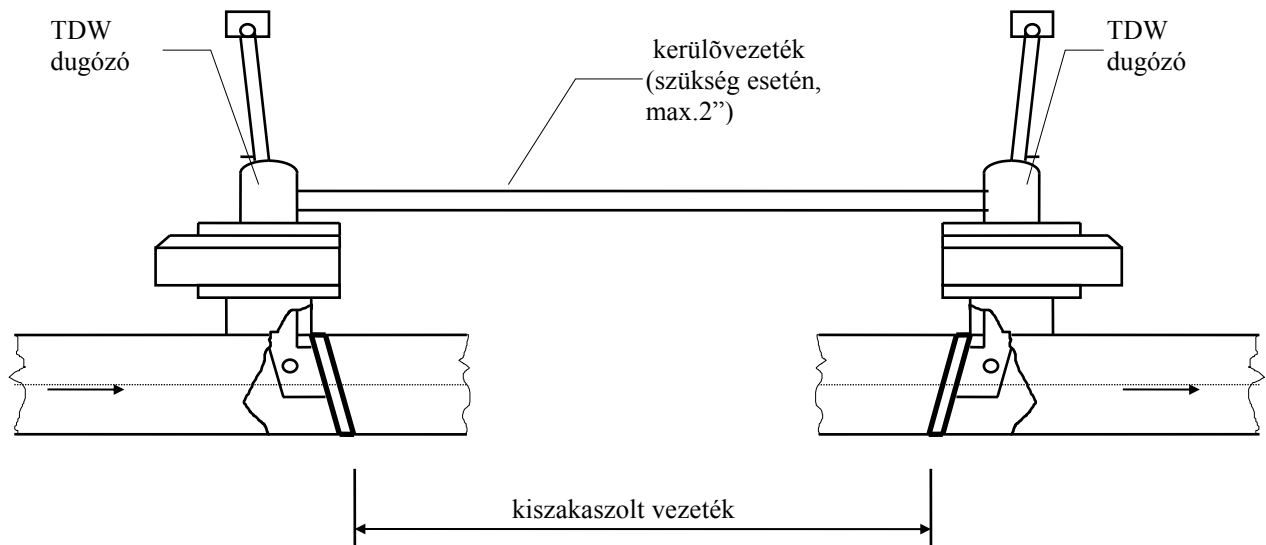 TDW
dugózó
kerülõvezeték
(szükség esetén,
max.2”)
TDW
dugózó
kiszakaszolt vezeték